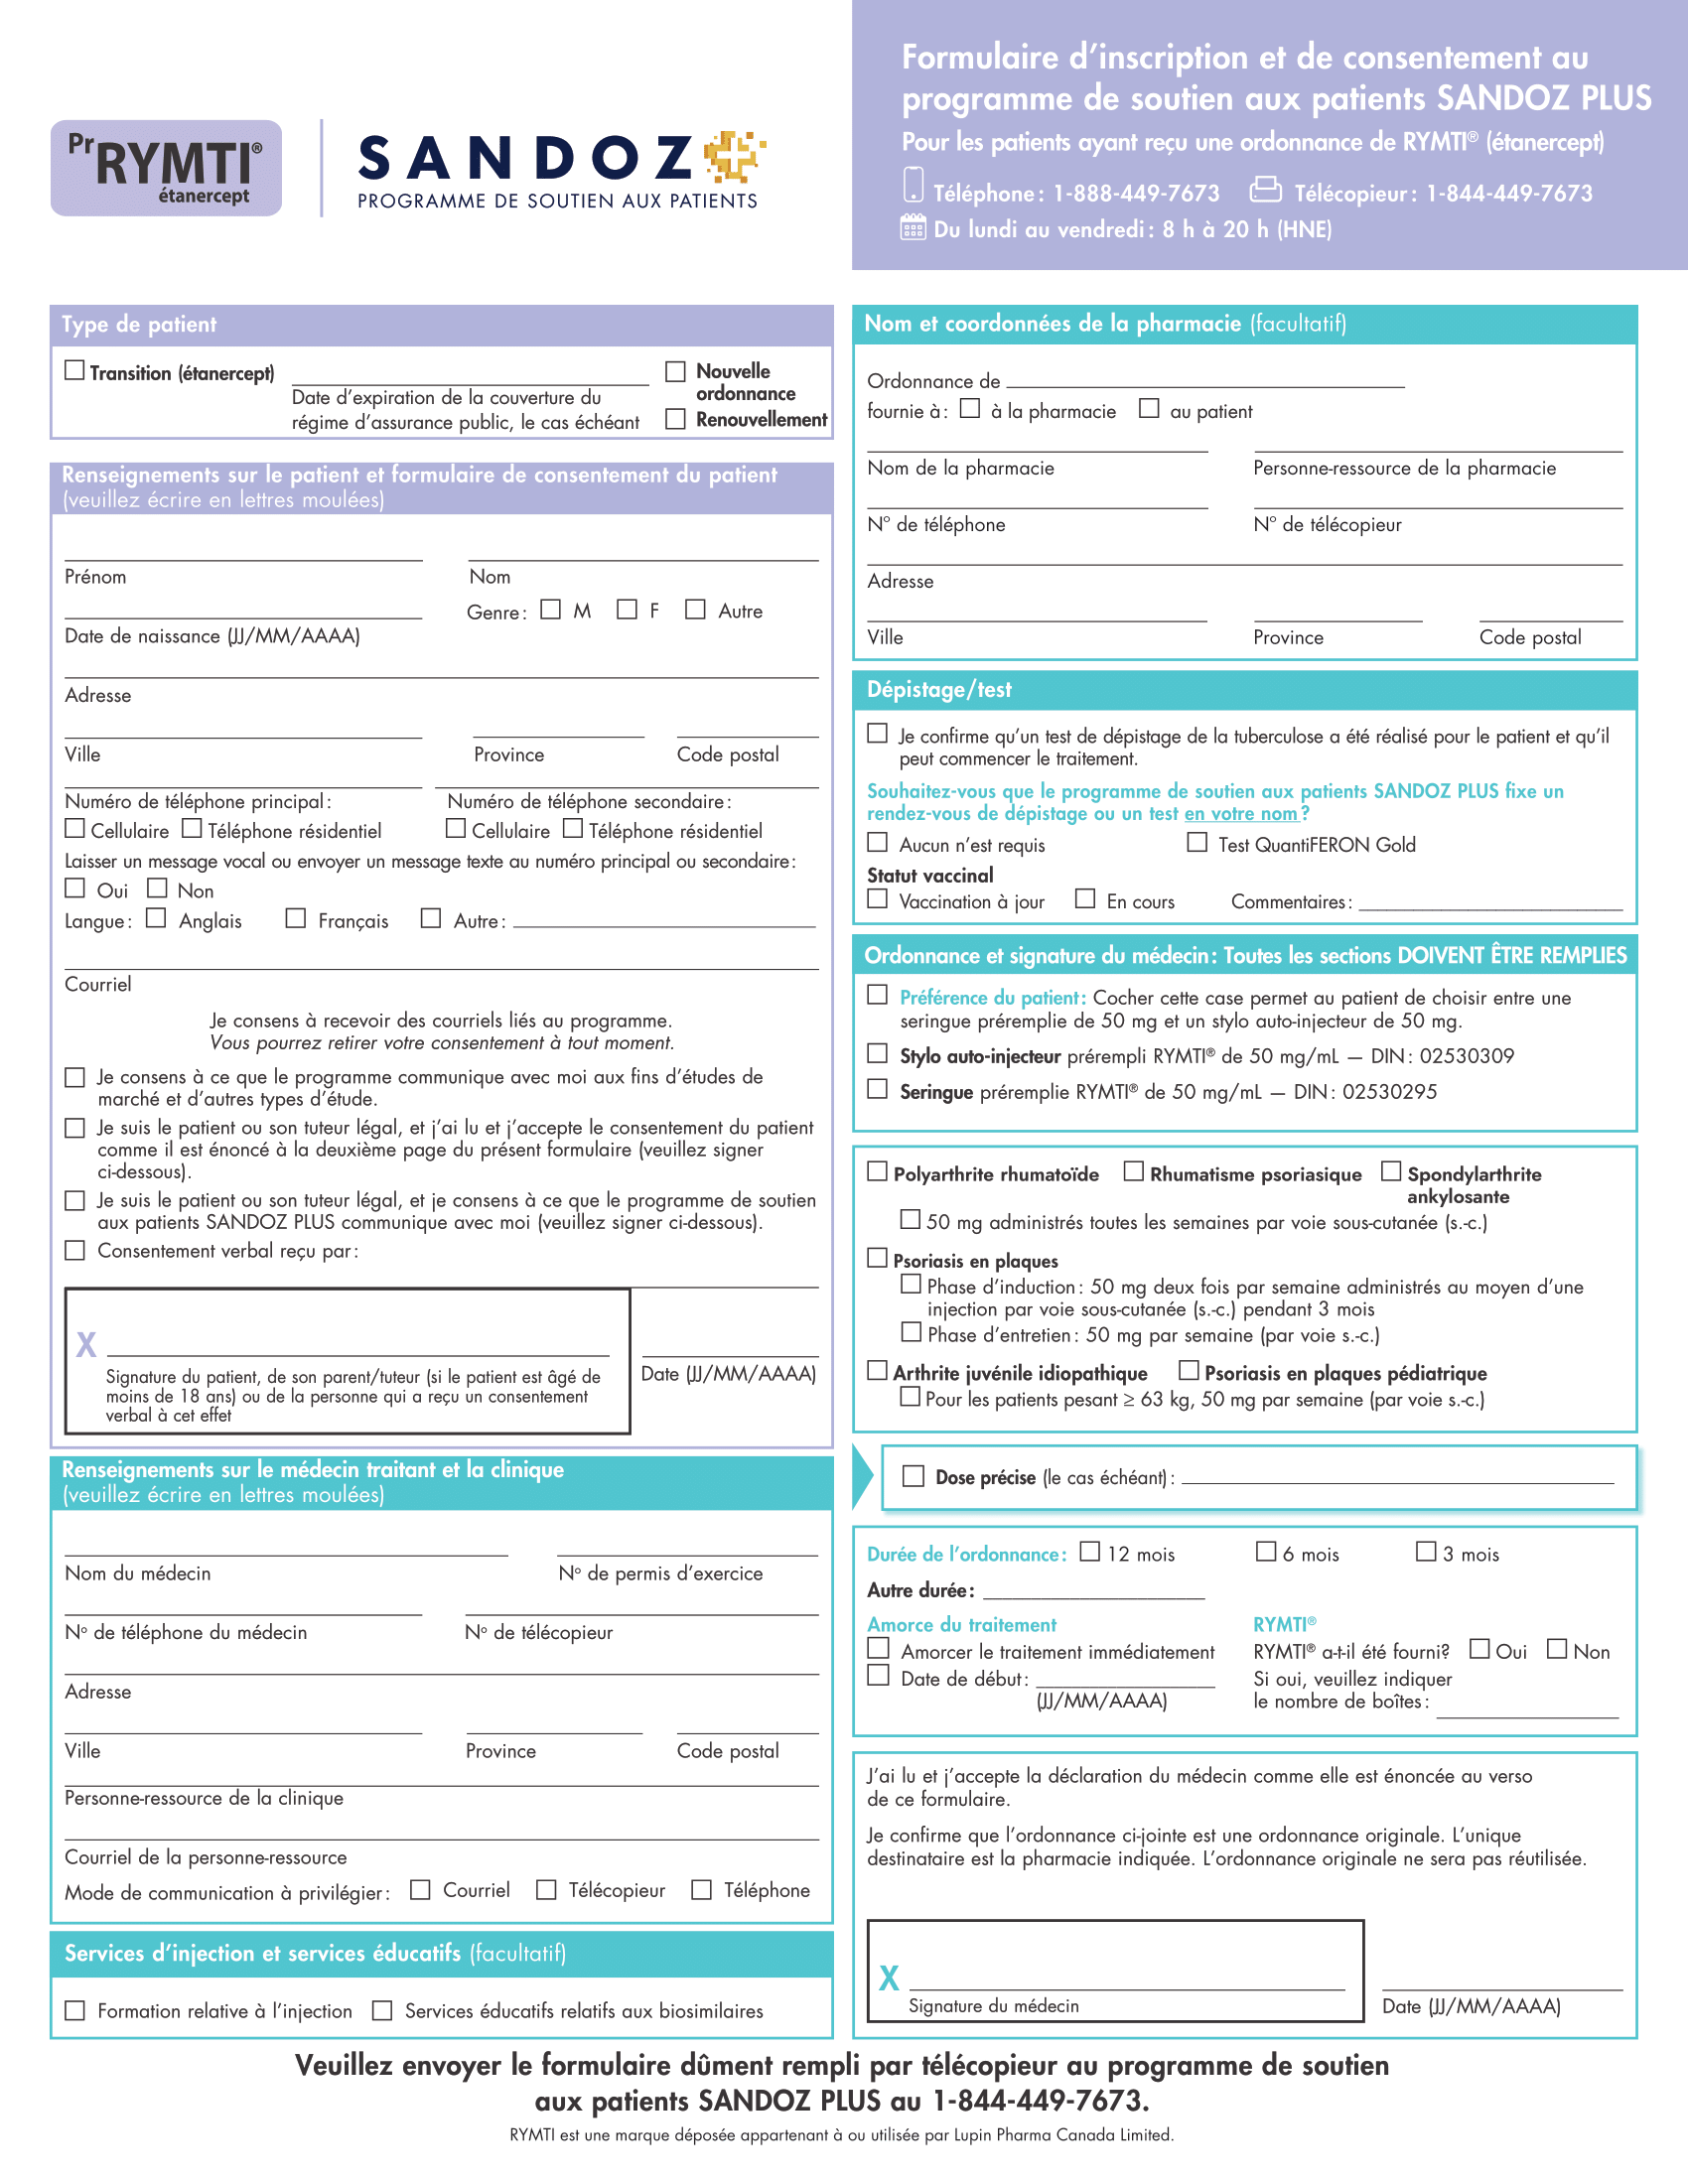 Pr RYMTI®
étanercept
SANDOZ
PROGRAMME DE SOUTIEN AUX PATIENTS
Formulaire d’inscription et de consentement au
programme de soutien aux patients SANDOZ PLUS
Pour les patients ayant reçu une ordonnance de RYMTI® (étanercept)
Téléphone : 1-888-449-7673 Télécopieur : 1-844-449-7673
Du lundi au vendredi : 8 h à 20 h (HNE)
Type de patient
Transition (étanercept)
Date d’expiration de la couverture du
régime d’assurance public, le cas échéant
Nouvelle
ordonnance
Renouvellement
Renseignements sur le patient et formulaire de consentement du patient
(veuillez écrire en lettres moulées)
Prénom Nom
Genre : M F Autre
Date de naissance (JJ/MM/AAAA)
Adresse
Ville Province Code postal
Numéro de téléphone principal : Numéro de téléphone secondaire :
Cellulaire Téléphone résidentiel Cellulaire Téléphone résidentiel
Laisser un message vocal ou envoyer un message texte au numéro principal ou secondaire :
Oui Non
Langue : Anglais Français Autre :
Courriel
Je consens à recevoir des courriels liés au programme.
Vous pourrez retirer votre consentement à tout moment.
Je consens à ce que le programme communique avec moi aux fins d’études de
marché et d’autres types d’étude.
Je suis le patient ou son tuteur légal, et j’ai lu et j’accepte le consentement du patient
comme il est énoncé à la deuxième page du présent formulaire (veuillez signer
ci-dessous).
Je suis le patient ou son tuteur légal, et je consens à ce que le programme de soutien
aux patients SANDOZ PLUS communique avec moi (veuillez signer ci-dessous).
Consentement verbal reçu par :
X
Signature du patient, de son parent/tuteur (si le patient est âgé de
moins de 18 ans) ou de la personne qui a reçu un consentement
verbal à cet effet
Date (JJ/MM/AAAA)
Renseignements sur le médecin traitant et la clinique
(veuillez écrire en lettres moulées)
Nom du médecin Nº de permis d’exercice
Nº de téléphone du médecin Nº de télécopieur
Adresse
Ville Province Code postal
Personne-ressource de la clinique
Courriel de la personne-ressource
Mode de communication à privilégier : Courriel Télécopieur Téléphone
Services d’injection et services éducatifs (facultatif)
Formation relative à l’injection Services éducatifs relatifs aux biosimilaires
Nom et coordonnées de la pharmacie (facultatif)
Ordonnance de
fournie à : à la pharmacie au patient
Nom de la pharmacie Personne-ressource de la pharmacie
N° de téléphone N° de télécopieur
Adresse
Ville Province Code postal
Dépistage/test
Je confirme qu’un test de dépistage de la tuberculose a été réalisé pour le patient et qu’il
peut commencer le traitement.
Souhaitez-vous que le programme de soutien aux patients SANDOZ PLUS fixe un
rendez-vous de dépistage ou un test en votre nom ?
Aucun n’est requis Test QuantiFERON Gold
Statut vaccinal
Vaccination à jour En cours Commentaires :
Ordonnance et signature du médecin : Toutes les sections DOIVENT ÊTRE REMPLIES
Préférence du patient : Cocher cette case permet au patient de choisir entre une
seringue préremplie de 50 mg et un stylo auto-injecteur de 50 mg.
Stylo auto-injecteur prérempli RYMTI® de 50 mg/mL — DIN : 02530309
Seringue préremplie RYMTI® de 50 mg/mL — DIN : 02530295
Polyarthrite rhumatoïde Rhumatisme psoriasique Spondylarthrite
ankylosante
50 mg administrés toutes les semaines par voie sous-cutanée (s.-c.)
Psoriasis en plaques
Phase d’induction : 50 mg deux fois par semaine administrés au moyen d’une
injection par voie sous-cutanée (s.-c.) pendant 3 mois
Phase d’entretien : 50 mg par semaine (par voie s.-c.)
Arthrite juvénile idiopathique Psoriasis en plaques pédiatrique
Pour les patients pesant ≥ 63 kg, 50 mg par semaine (par voie s.-c.)
Dose précise (le cas échéant) :
Durée de l’ordonnance : 12 mois 6 mois 3 mois
Autre durée :
Amorce du traitement RYMTI®
Amorcer le traitement immédiatement RYMTI® a-t-il été fourni? Oui Non
Date de début : Si oui, veuillez indiquer
(JJ/MM/AAAA) le nombre de boîtes :
J’ai lu et j’accepte la déclaration du médecin comme elle est énoncée au verso
de ce formulaire.
Je confirme que l’ordonnance ci-jointe est une ordonnance originale. L’unique
destinataire est la pharmacie indiquée. L’ordonnance originale ne sera pas réutilisée.
X
Signature du médecin Date (JJ/MM/AAAA)
Veuillez envoyer le formulaire dûment rempli par télécopieur au programme de soutien
aux patients SANDOZ PLUS au 1-844-449-7673.
RYMTI est une marque déposée appartenant à ou utilisée par Lupin Pharma Canada Limited.